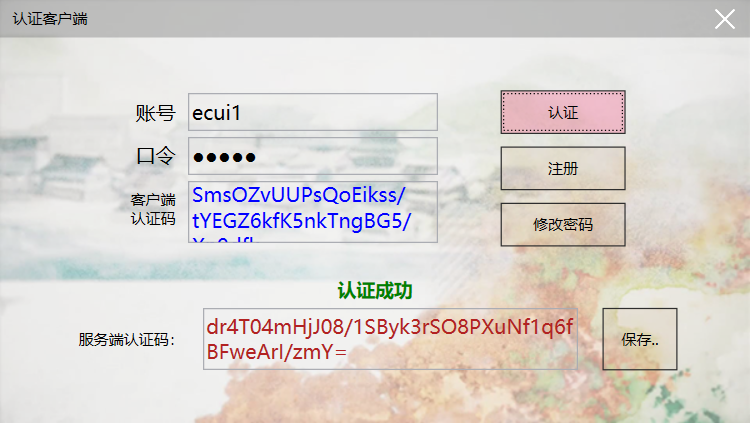 认证客户端
账号 ecui1 认证
口令 ●●●●● 注册
客户端
认证码
SmsOZvUUPsQoEikss/
tYEGZ6kfK5nkTngBG5/
修改密码
认证成功
服务端认证码:
dr4T04mHjJ08/1SByk3rSO8PXuNf1q6f
BFweArl/zmY=
保存..